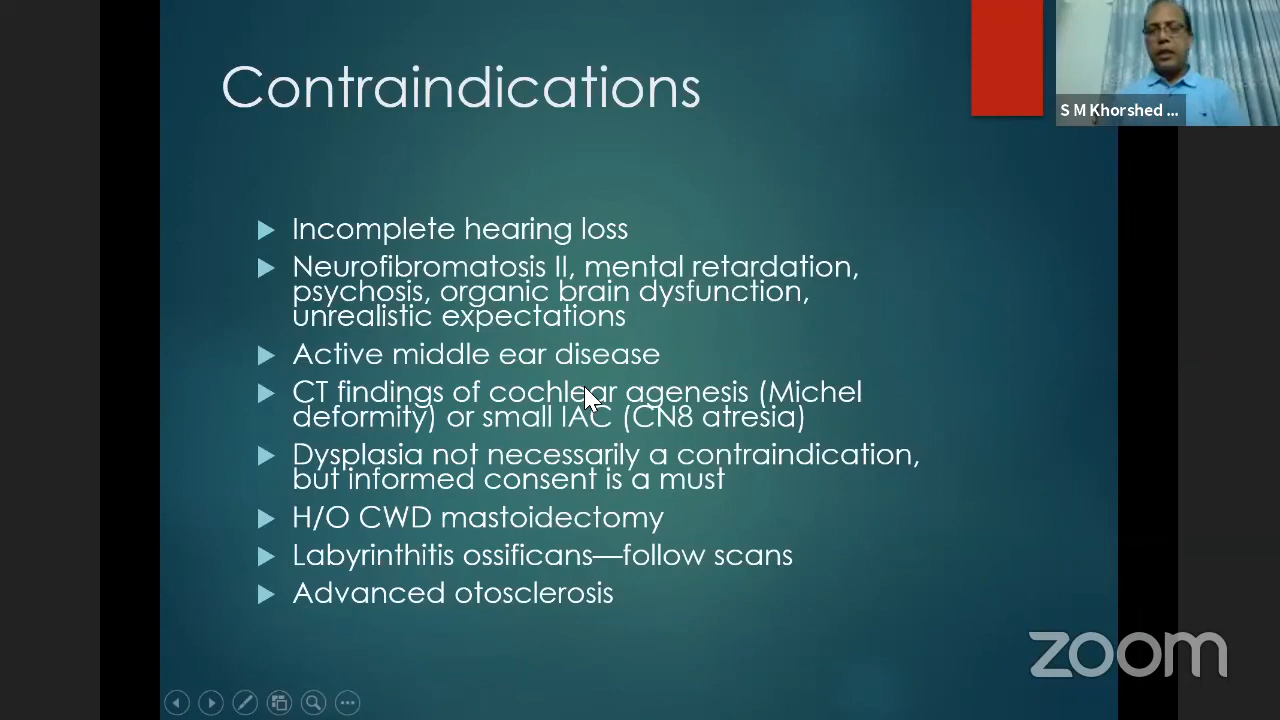 Contraindications
S M Khorshed ...
Incomplete hearing loss
Neurofibromatosis II, mental retardation,
psychosis, organic brain dysfunction,
unrealistic expectations
Active middle ear disease
CT findings of cochlear agenesis (Michel
deformity) or small IAC (CN8 atresia)
Dysplasia not necessarily a contraindication,
but informed consent is a must
H/O CWD mastoidectomy
Labyrinthitis ossificans—follow scans
Advanced otosclerosis
zoom